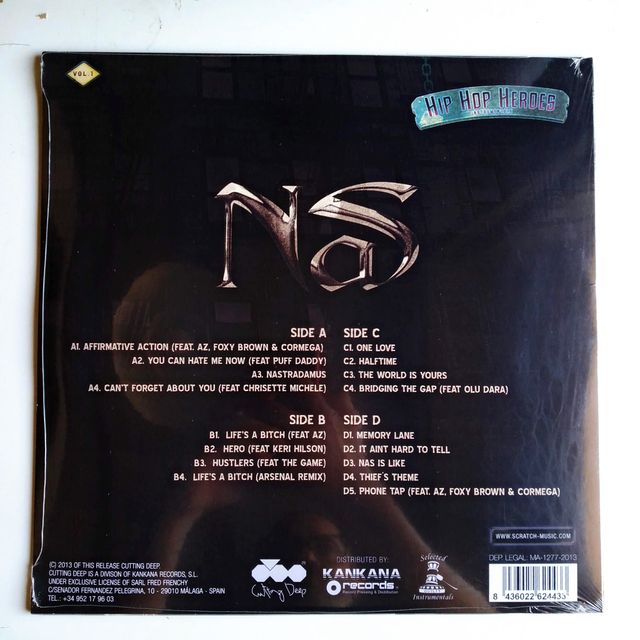 VOL.1
HIP HOP HEROES
NaS
SIDE A
A1. AFFIRMATIVE ACTION (FEAT. AZ, FOXY BROWN & CORMEGA)
A2. YOU CAN HATE ME NOW (FEAT PUFF DADDY)
A3. NASTRADAMUS
A4. CAN'T FORGET ABOUT YOU (FEAT CHRISETTE MICHELE)
SIDE C
C1. ONE LOVE
C2. HALFTIME
C3. THE WORLD IS YOURS
C4. BRIDGING THE GAP (FEAT OLU DARA)
SIDE B
B1. LIFE'S A BITCH (FEAT AZ)
B2. HERO (FEAT KERI HILSON)
B3. HUSTLERS (FEAT THE GAME)
B4. LIFE'S A BITCH (ARSENAL REMIX)
SIDE D
D1. MEMORY LANE
D2. IT AINT HARD TO TELL
D3. NAS IS LIKE
D4. THIEF'S THEME
D5. PHONE TAP (FEAT. AZ, FOXY BROWN & CORMEGA)
(C) 2013 OF THIS RELEASE CUTTING DEEP.
CUTTING DEEP IS A DIVISON OF KANKANA RECORDS, S.L.
UNDER EXCLUSIVE LICENSE OF SARL FRED FRENCHY
C/SENADOR FERNANDEZ PELEGRINA, 10 - 29010 MÁLAGA - SPAIN
TEL.: +34 952 17 96 03
Cutting Deep
DISTRIBUTED BY:
KANKANA
records
Record Pressing & Distribution
Selected
Instrumentals
WWW.SCRATCH-MUSIC.COM
DEP. LEGAL: MA-1277-2013
8 436022 624433